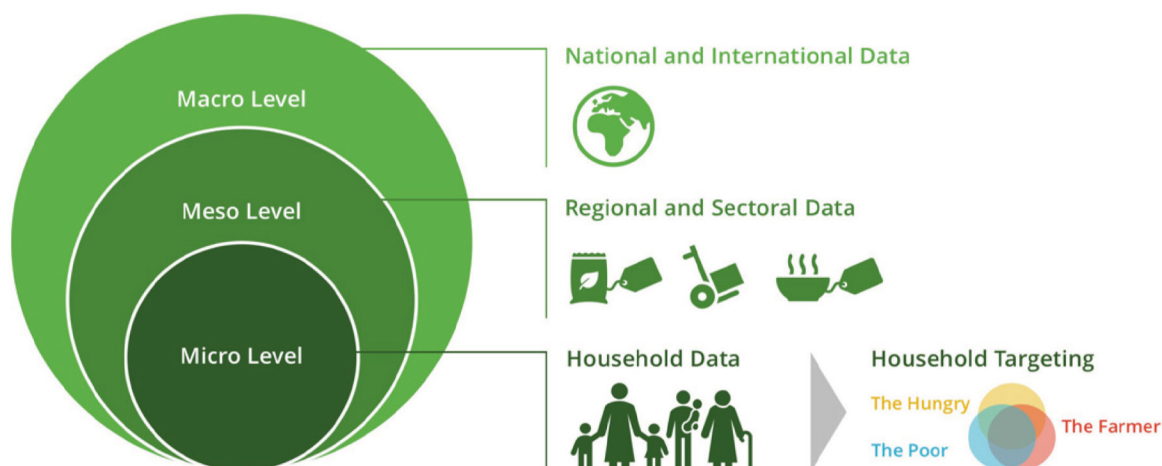 National and International Data
Macro Level
Regional and Sectoral Data
Meso Level
Micro Level
Household Data
Household Targeting
The Hungry
The Farmer
The Poor